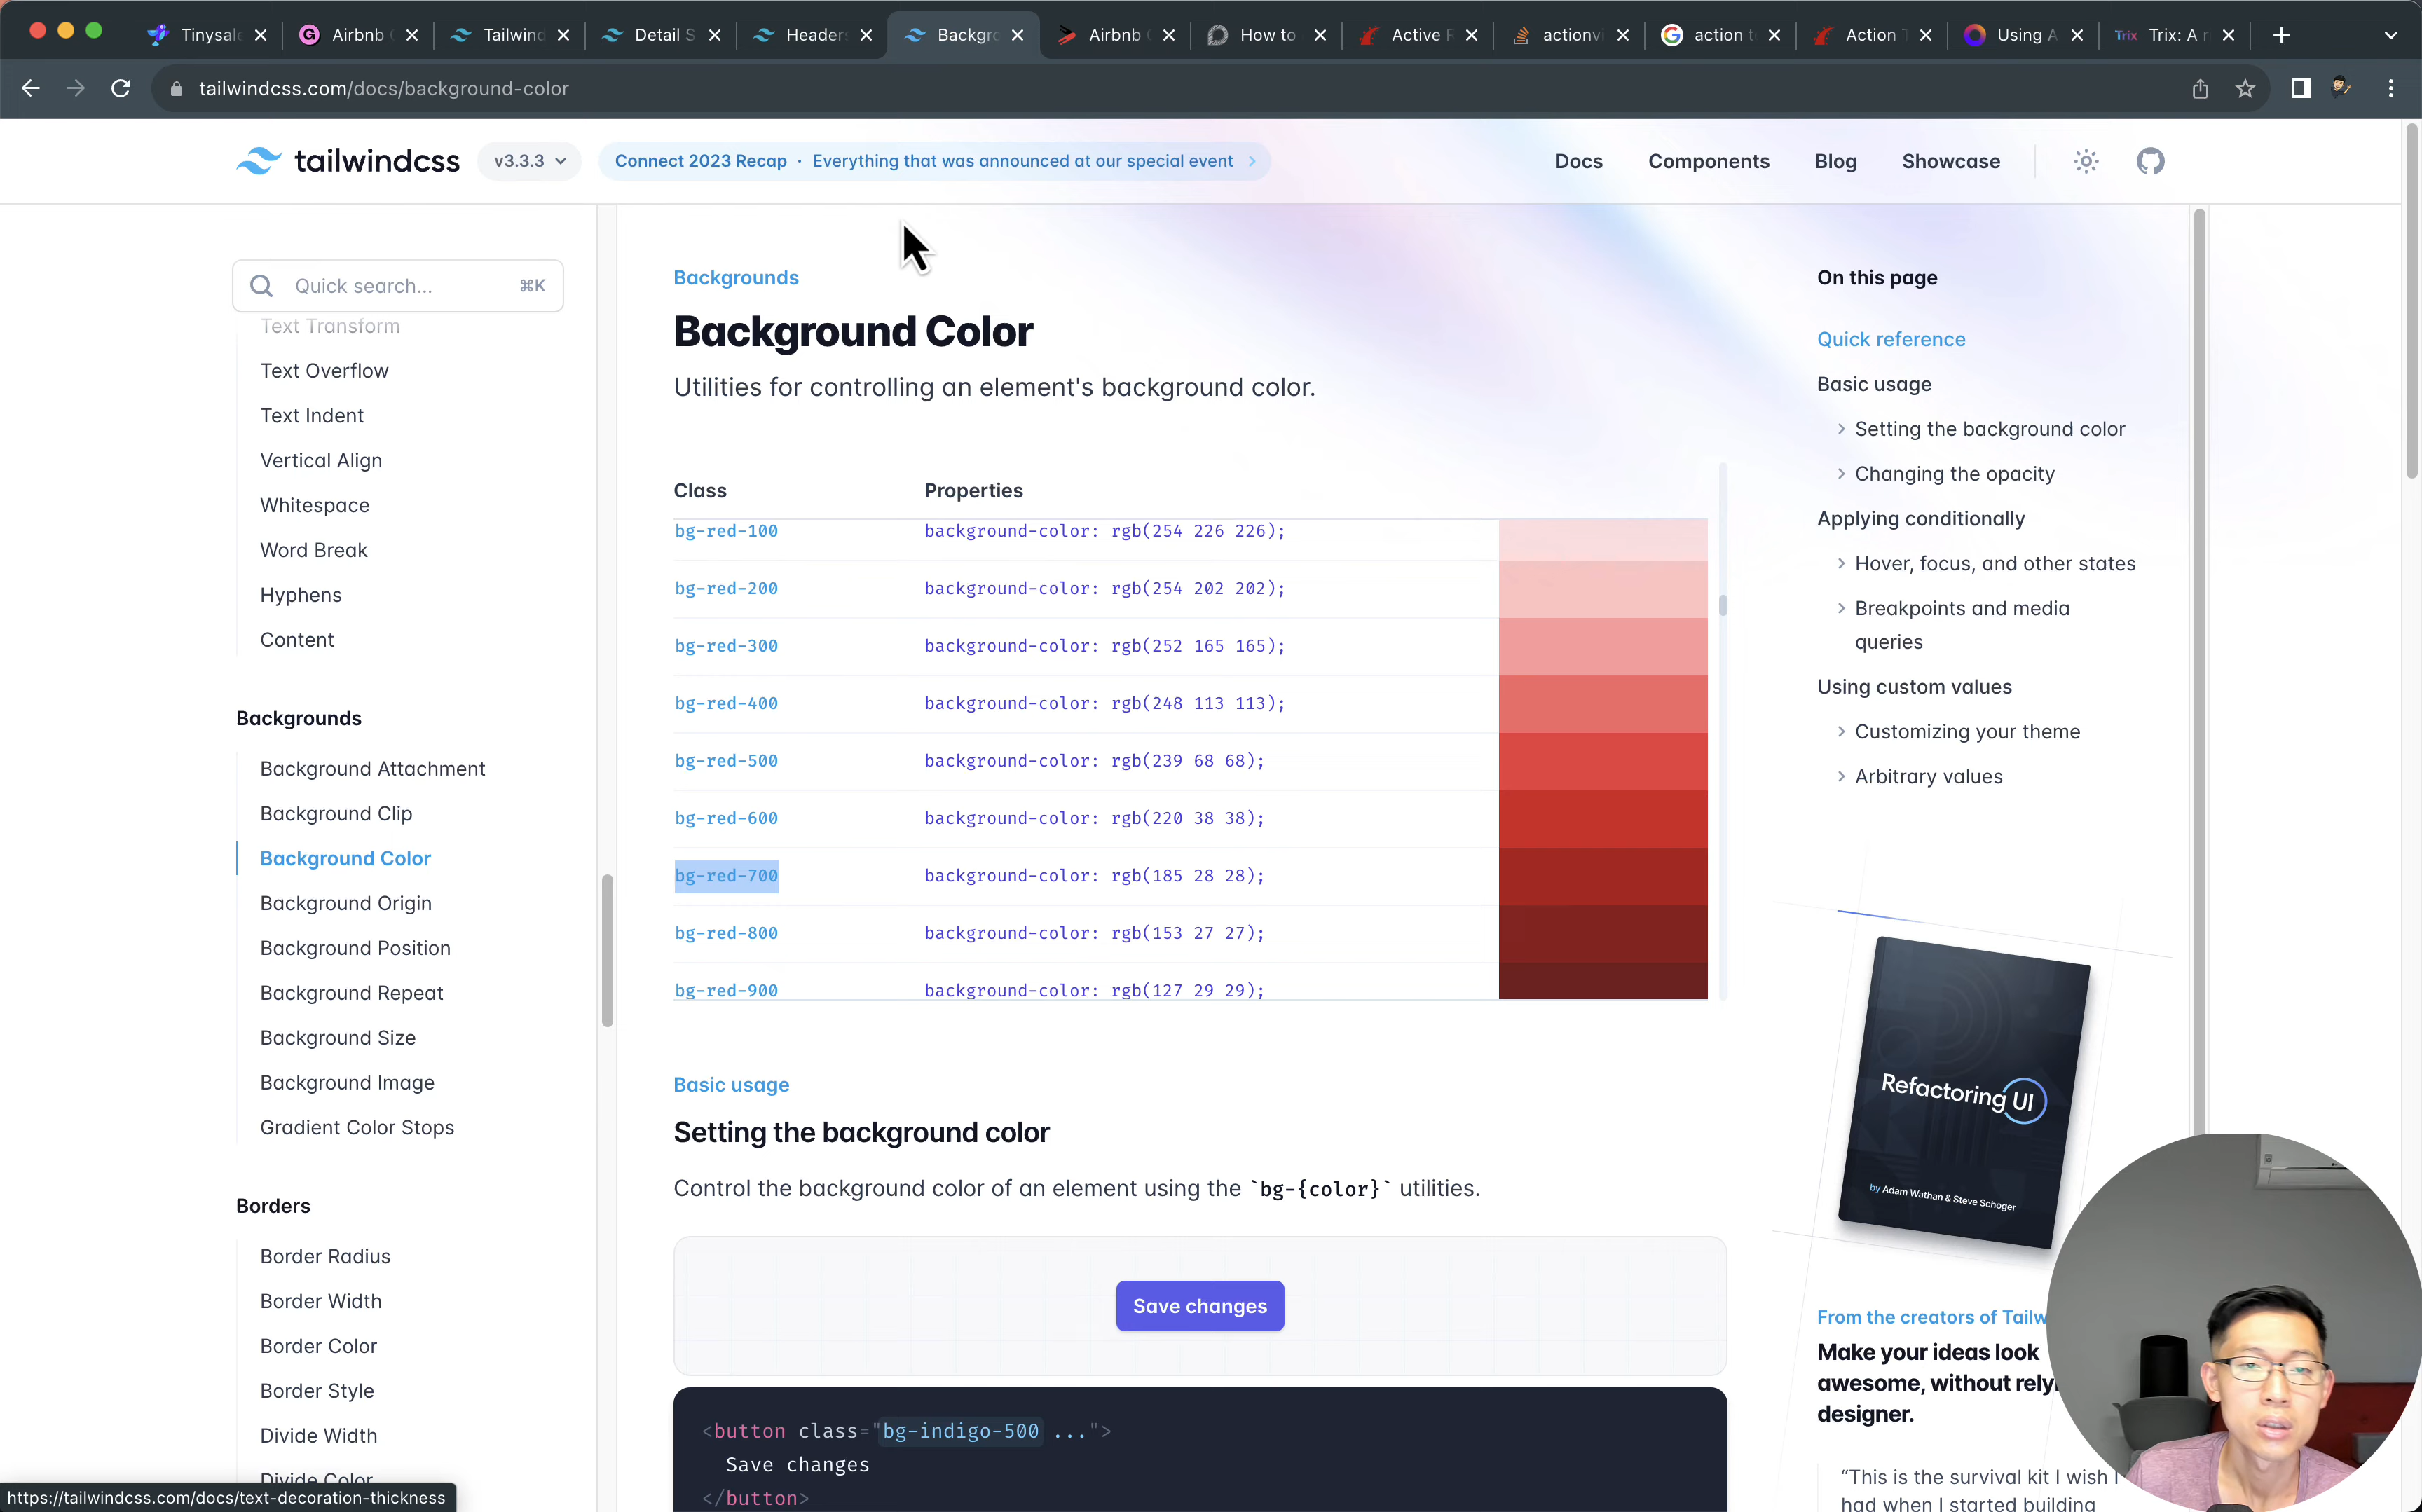 Tinysale
Airbnb
Tailwind
Detail S
Headers
Backgro
Airbnb
How to
Active R
actionvi
action t
Action T
Using A
Trix
Trix: A r
tailwindcss.com/docs/background-color
tailwindcss
v3.3.3
Connect 2023 Recap · Everything that was announced at our special event
Docs
Components
Blog
Showcase
Quick search...
⌘K
Text Transform
Text Overflow
Text Indent
Vertical Align
Whitespace
Word Break
Hyphens
Content
Backgrounds
Background Attachment
Background Clip
Background Color
Background Origin
Background Position
Background Repeat
Background Size
Background Image
Gradient Color Stops
Borders
Border Radius
Border Width
Border Color
Border Style
Divide Width
Divide Color
https://tailwindcss.com/docs/text-decoration-thickness
Backgrounds
Background Color
Utilities for controlling an element's background color.
Class Properties
bg-red-100 background-color: rgb(254 226 226);
bg-red-200 background-color: rgb(254 202 202);
bg-red-300 background-color: rgb(252 165 165);
bg-red-400 background-color: rgb(248 113 113);
bg-red-500 background-color: rgb(239 68 68);
bg-red-600 background-color: rgb(220 38 38);
bg-red-700 background-color: rgb(185 28 28);
bg-red-800 background-color: rgb(153 27 27);
bg-red-900 background-color: rgb(127 29 29);
Basic usage
Setting the background color
Control the background color of an element using the `bg-{color}` utilities.
Save changes
<button class="bg-indigo-500 ...">
Save changes
</button>
On this page
Quick reference
Basic usage
Setting the background color
Changing the opacity
Applying conditionally
Hover, focus, and other states
Breakpoints and media
queries
Using custom values
Customizing your theme
Arbitrary values
Refactoring UI
by Adam Wathan & Steve Schoger
From the creators of Tailw
Make your ideas look
awesome, without rely
designer.
“This is the survival kit I wish I
had when I started building